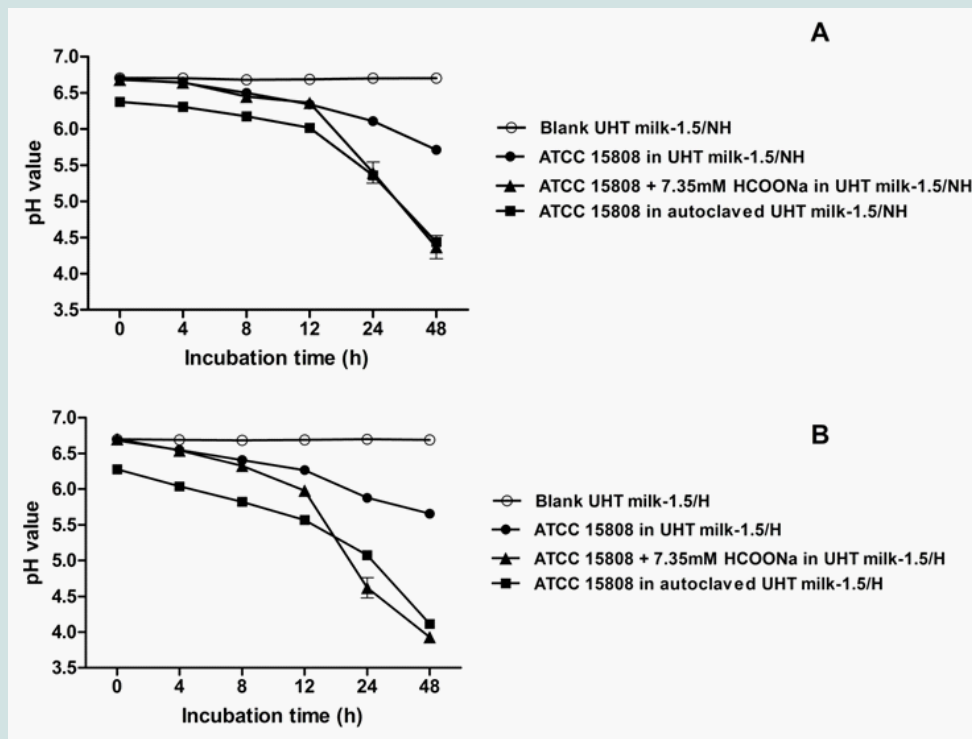 A
7.0
6.5
6.0
5.5
5.0
4.5
4.0
3.5
pH value
0 4 8 12 24 48
Incubation time (h)
Blank UHT milk-1.5/NH
ATCC 15808 in UHT milk-1.5/NH
ATCC 15808 + 7.35mM HCOONa in UHT milk-1.5/NH
ATCC 15808 in autoclaved UHT milk-1.5/NH
B
7.0
6.5
6.0
5.5
5.0
4.5
4.0
3.5
pH value
0 4 8 12 24 48
Incubation time (h)
Blank UHT milk-1.5/H
ATCC 15808 in UHT milk-1.5/H
ATCC 15808 + 7.35mM HCOONa in UHT milk-1.5/H
ATCC 15808 in autoclaved UHT milk-1.5/H